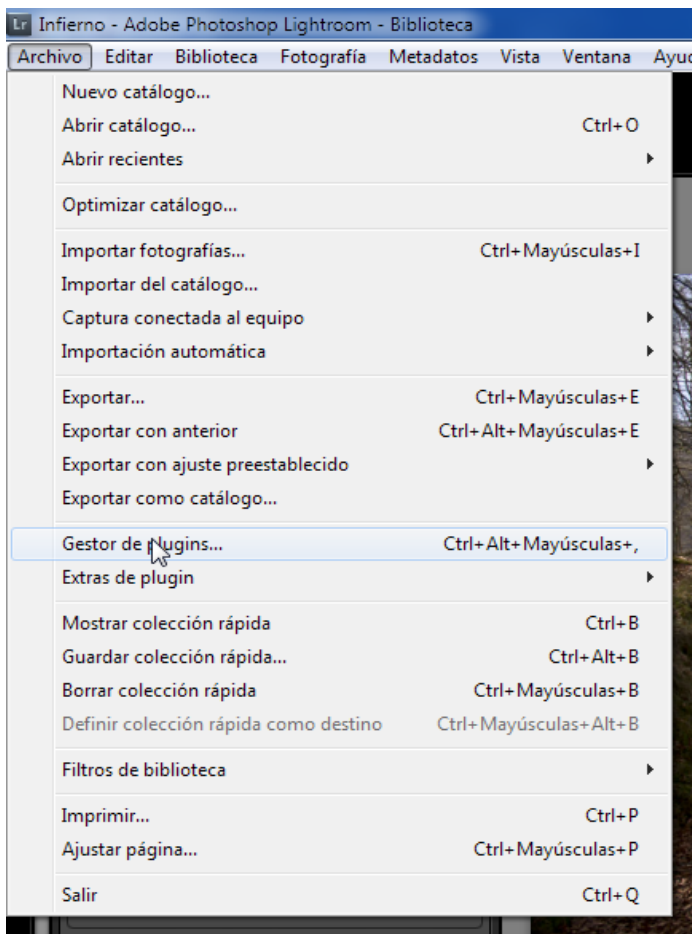 Lr Infierno - Adobe Photoshop Lightroom - Biblioteca
Archivo Editar Biblioteca Fotografía Metadatos Vista Ventana
Nuevo catálogo...
Abrir catálogo... Ctrl+O
Abrir recientes
Optimizar catálogo...
Importar fotografías... Ctrl+Mayúsculas+I
Importar del catálogo...
Captura conectada al equipo
Importación automática
Exportar... Ctrl+Mayúsculas+E
Exportar con anterior Ctrl+Alt+Mayúsculas+E
Exportar con ajuste preestablecido
Exportar como catálogo...
Gestor de plugins... Ctrl+Alt+Mayúsculas+,
Extras de plugin
Mostrar colección rápida Ctrl+B
Guardar colección rápida... Ctrl+Alt+B
Borrar colección rápida Ctrl+Mayúsculas+B
Definir colección rápida como destino Ctrl+Mayúsculas+Alt+B
Filtros de biblioteca
Imprimir... Ctrl+P
Ajustar página... Ctrl+Mayúsculas+P
Salir Ctrl+Q